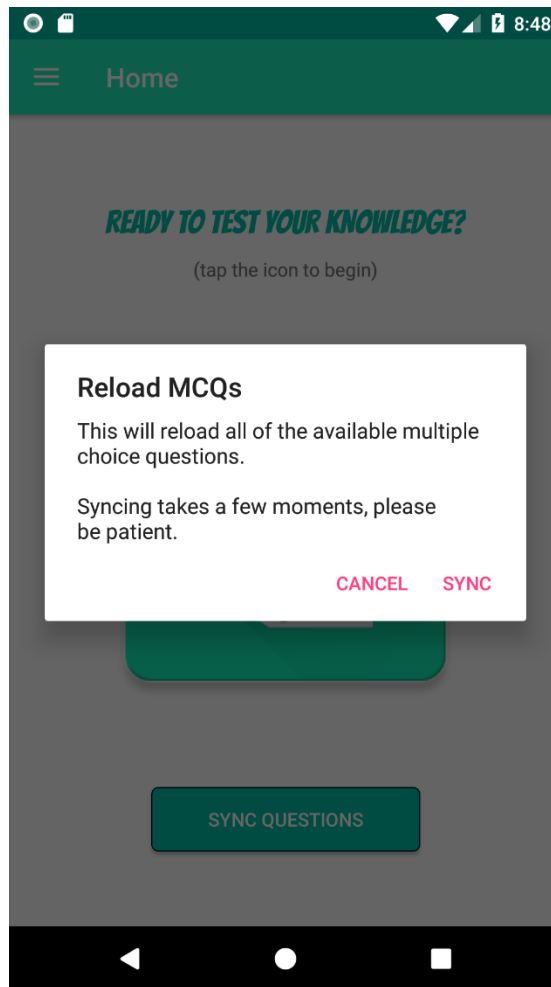 8:48
Home
READY TO TEST YOUR KNOWLEDGE?
(tap the icon to begin)
Reload MCQs
This will reload all of the available multiple
choice questions.
Syncing takes a few moments, please
be patient.
CANCEL SYNC
SYNC QUESTIONS